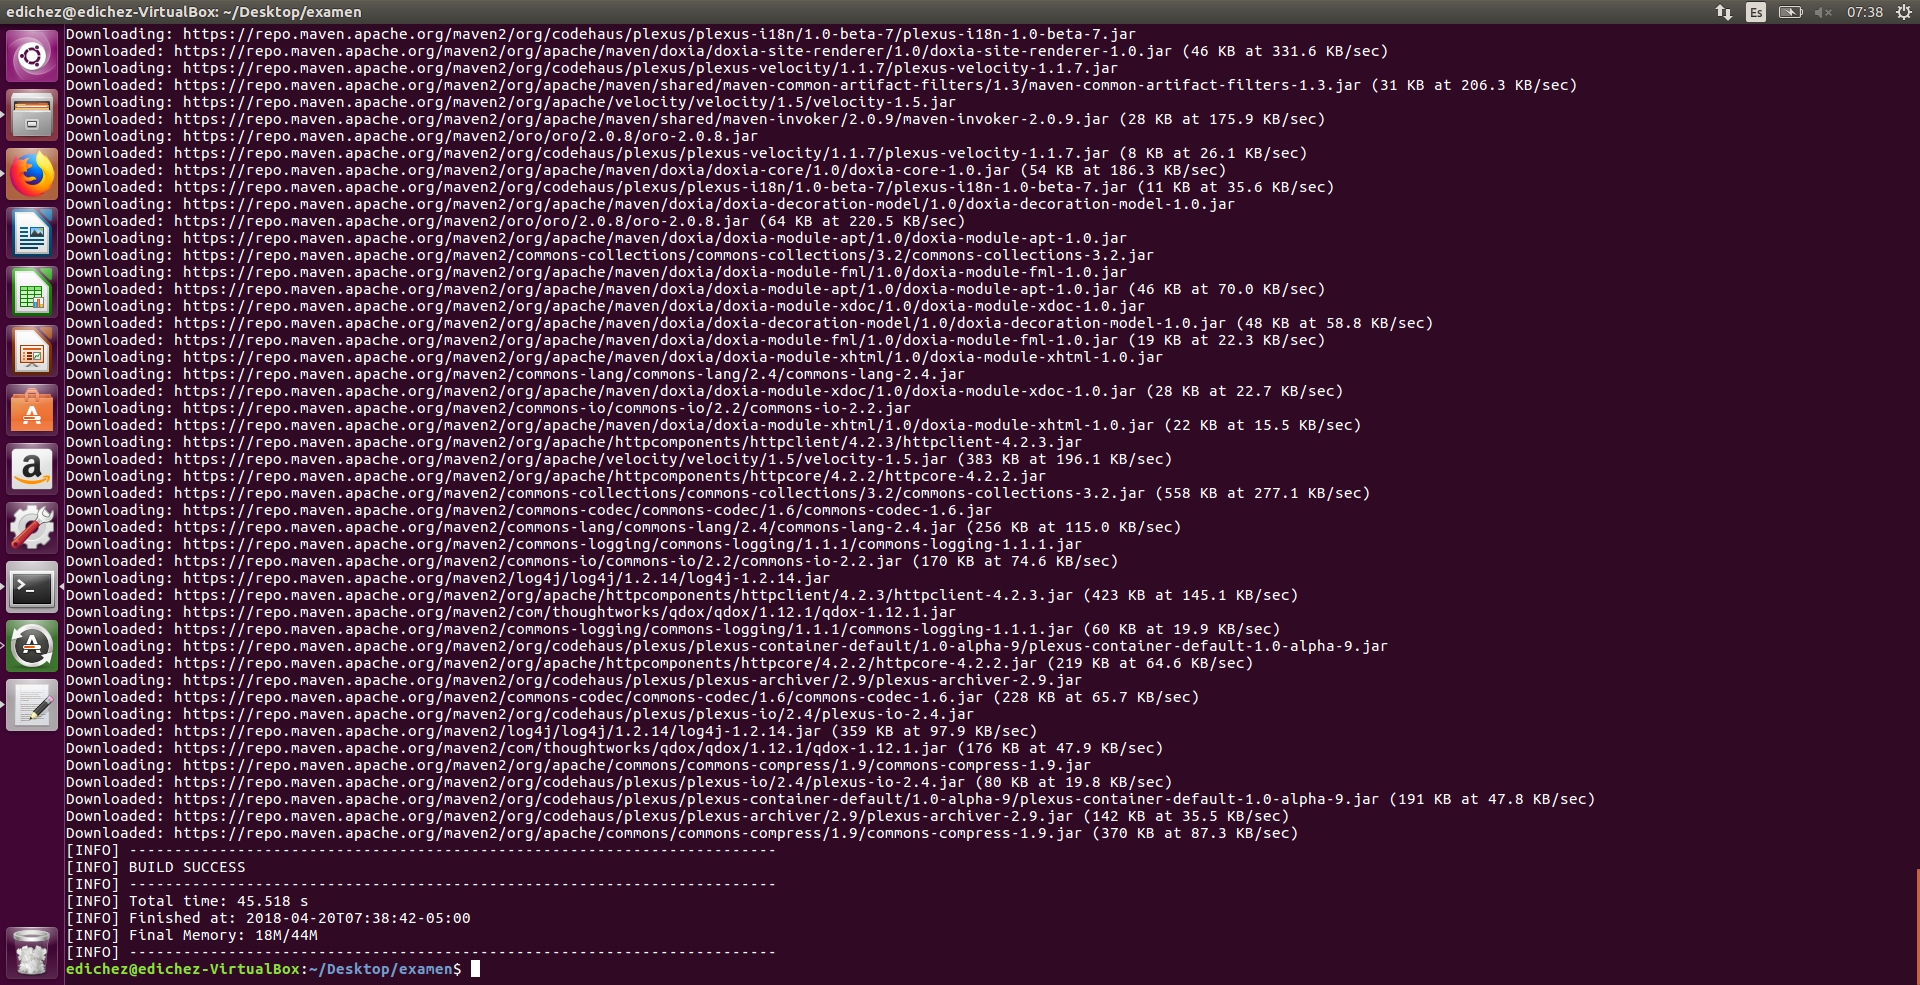 edichez@edichez-VirtualBox: ~/Desktop/examen
Es
07:38
Downloading: https://repo.maven.apache.org/maven2/org/codehaus/plexus/plexus-i18n/1.0-beta-7/plexus-i18n-1.0-beta-7.jar
Downloaded: https://repo.maven.apache.org/maven2/org/apache/maven/doxia/doxia-site-renderer/1.0/doxia-site-renderer-1.0.jar (46 KB at 331.6 KB/sec)
Downloading: https://repo.maven.apache.org/maven2/org/codehaus/plexus/plexus-velocity/1.1.7/plexus-velocity-1.1.7.jar
Downloaded: https://repo.maven.apache.org/maven2/org/apache/maven/shared/maven-common-artifact-filters/1.3/maven-common-artifact-filters-1.3.jar (31 KB at 206.3 KB/sec)
Downloading: https://repo.maven.apache.org/maven2/org/apache/velocity/velocity/1.5/velocity-1.5.jar
Downloaded: https://repo.maven.apache.org/maven2/org/apache/maven/shared/maven-invoker/2.0.9/maven-invoker-2.0.9.jar (28 KB at 175.9 KB/sec)
Downloading: https://repo.maven.apache.org/maven2/oro/oro/2.0.8/oro-2.0.8.jar
Downloaded: https://repo.maven.apache.org/maven2/org/codehaus/plexus/plexus-velocity/1.1.7/plexus-velocity-1.1.7.jar (8 KB at 26.1 KB/sec)
Downloaded: https://repo.maven.apache.org/maven2/org/apache/maven/doxia/doxia-core/1.0/doxia-core-1.0.jar (54 KB at 186.3 KB/sec)
Downloaded: https://repo.maven.apache.org/maven2/org/codehaus/plexus/plexus-i18n/1.0-beta-7/plexus-i18n-1.0-beta-7.jar (11 KB at 35.6 KB/sec)
Downloading: https://repo.maven.apache.org/maven2/org/apache/maven/doxia/doxia-decoration-model/1.0/doxia-decoration-model-1.0.jar
Downloaded: https://repo.maven.apache.org/maven2/oro/oro/2.0.8/oro-2.0.8.jar (64 KB at 220.5 KB/sec)
Downloading: https://repo.maven.apache.org/maven2/org/apache/maven/doxia/doxia-module-apt/1.0/doxia-module-apt-1.0.jar
Downloading: https://repo.maven.apache.org/maven2/commons-collections/commons-collections/3.2/commons-collections-3.2.jar
Downloading: https://repo.maven.apache.org/maven2/org/apache/maven/doxia/doxia-module-fml/1.0/doxia-module-fml-1.0.jar
Downloaded: https://repo.maven.apache.org/maven2/org/apache/maven/doxia/doxia-module-apt/1.0/doxia-module-apt-1.0.jar (46 KB at 70.0 KB/sec)
Downloading: https://repo.maven.apache.org/maven2/org/apache/maven/doxia/doxia-module-xdoc/1.0/doxia-module-xdoc-1.0.jar
Downloaded: https://repo.maven.apache.org/maven2/org/apache/maven/doxia/doxia-decoration-model/1.0/doxia-decoration-model-1.0.jar (48 KB at 58.8 KB/sec)
Downloaded: https://repo.maven.apache.org/maven2/org/apache/maven/doxia/doxia-module-fml/1.0/doxia-module-fml-1.0.jar (19 KB at 22.3 KB/sec)
Downloading: https://repo.maven.apache.org/maven2/org/apache/maven/doxia/doxia-module-xhtml/1.0/doxia-module-xhtml-1.0.jar
Downloading: https://repo.maven.apache.org/maven2/commons-lang/commons-lang/2.4/commons-lang-2.4.jar
Downloaded: https://repo.maven.apache.org/maven2/org/apache/maven/doxia/doxia-module-xdoc/1.0/doxia-module-xdoc-1.0.jar (28 KB at 22.7 KB/sec)
Downloading: https://repo.maven.apache.org/maven2/commons-io/commons-io/2.2/commons-io-2.2.jar
Downloaded: https://repo.maven.apache.org/maven2/org/apache/maven/doxia/doxia-module-xhtml/1.0/doxia-module-xhtml-1.0.jar (22 KB at 15.5 KB/sec)
Downloading: https://repo.maven.apache.org/maven2/org/apache/httpcomponents/httpclient/4.2.3/httpclient-4.2.3.jar
Downloaded: https://repo.maven.apache.org/maven2/org/apache/velocity/velocity/1.5/velocity-1.5.jar (383 KB at 196.1 KB/sec)
Downloading: https://repo.maven.apache.org/maven2/org/apache/httpcomponents/httpcore/4.2.2/httpcore-4.2.2.jar
Downloaded: https://repo.maven.apache.org/maven2/commons-collections/commons-collections/3.2/commons-collections-3.2.jar (558 KB at 277.1 KB/sec)
Downloading: https://repo.maven.apache.org/maven2/commons-codec/commons-codec/1.6/commons-codec-1.6.jar
Downloaded: https://repo.maven.apache.org/maven2/commons-lang/commons-lang/2.4/commons-lang-2.4.jar (256 KB at 115.0 KB/sec)
Downloading: https://repo.maven.apache.org/maven2/commons-logging/commons-logging/1.1.1/commons-logging-1.1.1.jar
Downloaded: https://repo.maven.apache.org/maven2/commons-io/commons-io/2.2/commons-io-2.2.jar (170 KB at 74.6 KB/sec)
Downloading: https://repo.maven.apache.org/maven2/log4j/log4j/1.2.14/log4j-1.2.14.jar
Downloaded: https://repo.maven.apache.org/maven2/org/apache/httpcomponents/httpclient/4.2.3/httpclient-4.2.3.jar (423 KB at 145.1 KB/sec)
Downloading: https://repo.maven.apache.org/maven2/com/thoughtworks/qdox/qdox/1.12.1/qdox-1.12.1.jar
Downloaded: https://repo.maven.apache.org/maven2/commons-logging/commons-logging/1.1.1/commons-logging-1.1.1.jar (60 KB at 19.9 KB/sec)
Downloading: https://repo.maven.apache.org/maven2/org/codehaus/plexus/plexus-container-default/1.0-alpha-9/plexus-container-default-1.0-alpha-9.jar
Downloaded: https://repo.maven.apache.org/maven2/org/apache/httpcomponents/httpcore/4.2.2/httpcore-4.2.2.jar (219 KB at 64.6 KB/sec)
Downloading: https://repo.maven.apache.org/maven2/org/codehaus/plexus/plexus-archiver/2.9/plexus-archiver-2.9.jar
Downloaded: https://repo.maven.apache.org/maven2/commons-codec/commons-codec/1.6/commons-codec-1.6.jar (228 KB at 65.7 KB/sec)
Downloading: https://repo.maven.apache.org/maven2/org/codehaus/plexus/plexus-io/2.4/plexus-io-2.4.jar
Downloaded: https://repo.maven.apache.org/maven2/log4j/log4j/1.2.14/log4j-1.2.14.jar (359 KB at 97.9 KB/sec)
Downloaded: https://repo.maven.apache.org/maven2/com/thoughtworks/qdox/qdox/1.12.1/qdox-1.12.1.jar (176 KB at 47.9 KB/sec)
Downloading: https://repo.maven.apache.org/maven2/org/apache/commons/commons-compress/1.9/commons-compress-1.9.jar
Downloaded: https://repo.maven.apache.org/maven2/org/codehaus/plexus/plexus-io/2.4/plexus-io-2.4.jar (80 KB at 19.8 KB/sec)
Downloaded: https://repo.maven.apache.org/maven2/org/codehaus/plexus/plexus-container-default/1.0-alpha-9/plexus-container-default-1.0-alpha-9.jar (191 KB at 47.8 KB/sec)
Downloaded: https://repo.maven.apache.org/maven2/org/codehaus/plexus/plexus-archiver/2.9/plexus-archiver-2.9.jar (142 KB at 35.5 KB/sec)
Downloaded: https://repo.maven.apache.org/maven2/org/apache/commons/commons-compress/1.9/commons-compress-1.9.jar (370 KB at 87.3 KB/sec)
[INFO] ------------------------------------------------------------------------
[INFO] BUILD SUCCESS
[INFO] ------------------------------------------------------------------------
[INFO] Total time: 45.518 s
[INFO] Finished at: 2018-04-20T07:38:42-05:00
[INFO] Final Memory: 18M/44M
[INFO] ------------------------------------------------------------------------
edichez@edichez-VirtualBox:~/Desktop/examen$